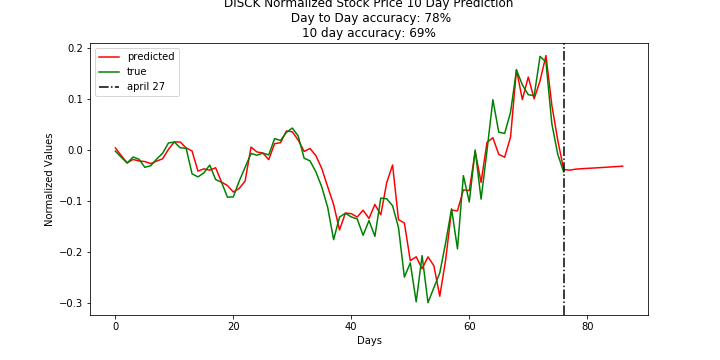 DISCK Normalized Stock Price 10 Day Prediction
Day to Day accuracy: 78%
10 day accuracy: 69%
predicted
true
april 27
0.2
0.1
0.0
−0.1
−0.2
−0.3
Normalized Values
0 20 40 60 80
Days